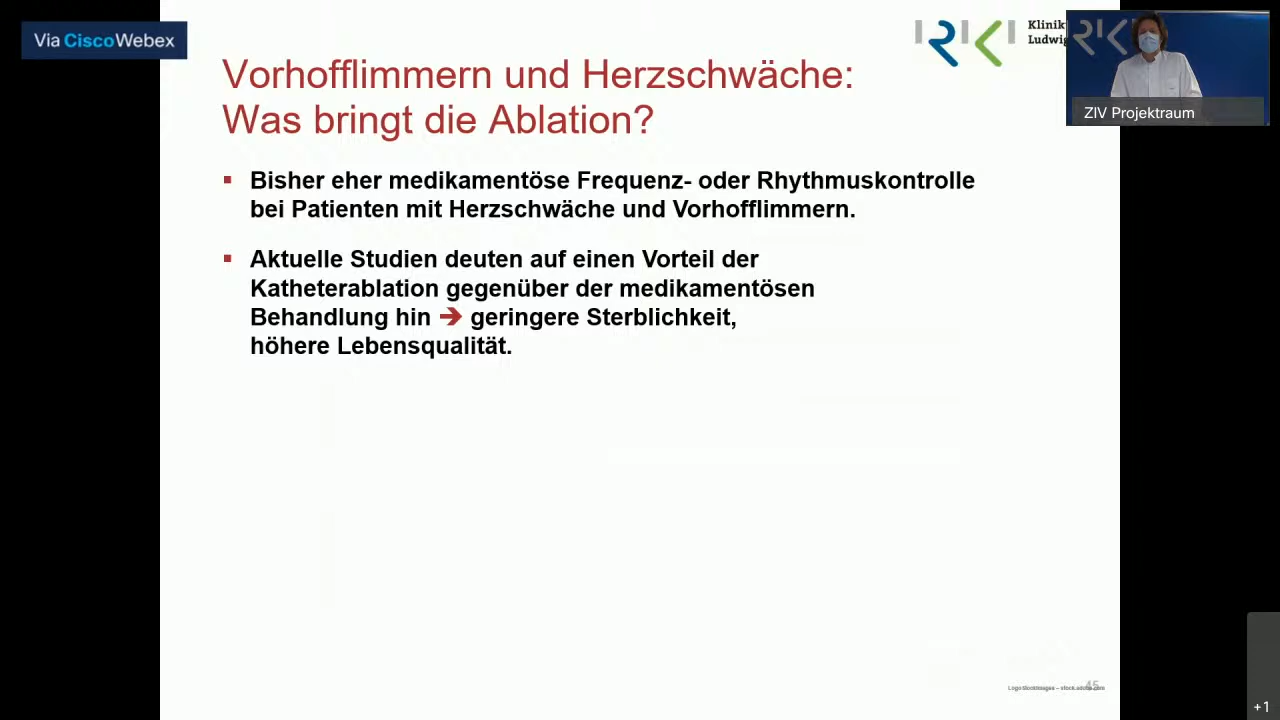 Via CiscoWebex
Klinik
Ludwig
ZIV Projektraum
Vorhofflimmern und Herzschwäche:
Was bringt die Ablation?
Bisher eher medikamentöse Frequenz- oder Rhythmuskontrolle
bei Patienten mit Herzschwäche und Vorhofflimmern.
Aktuelle Studien deuten auf einen Vorteil der
Katheterablation gegenüber der medikamentösen
Behandlung hin ➔ geringere Sterblichkeit,
höhere Lebensqualität.
45
+1